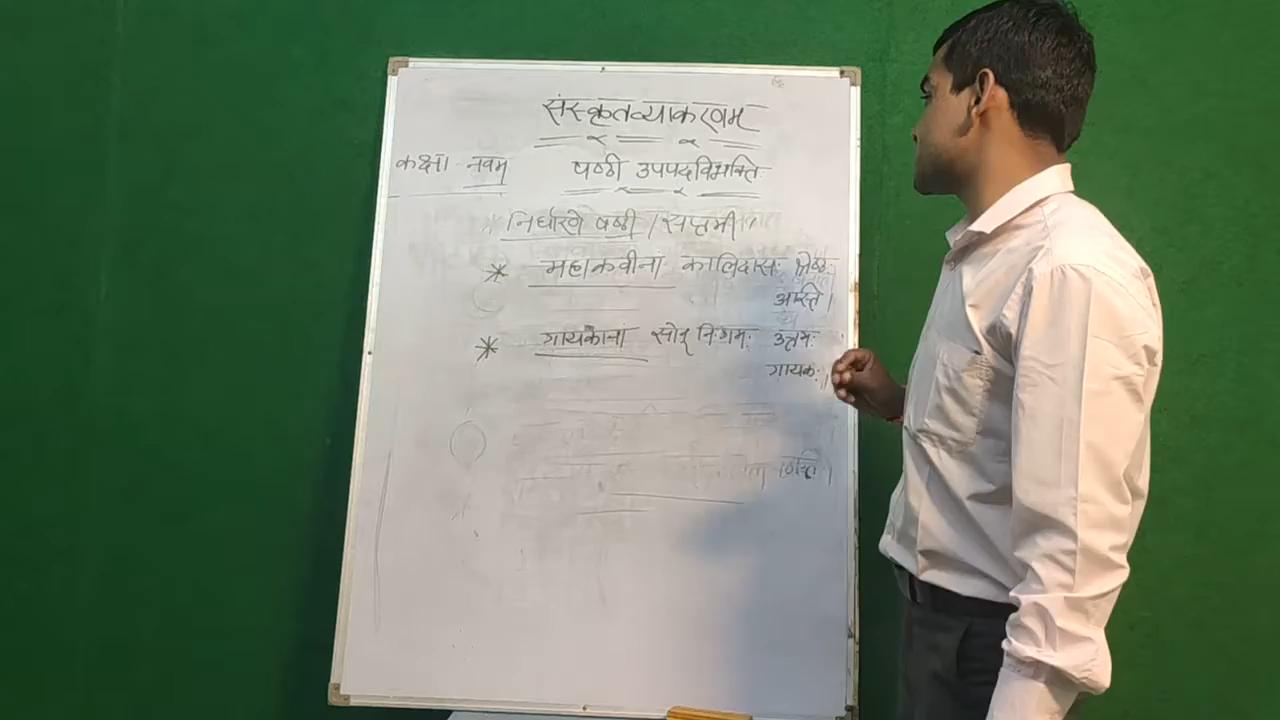 संस्कृतव्याकरणम्
कक्षा - नवम्
षष्ठी उपपदविभक्तिः
निर्धारणे षष्ठी / सप्तमी
* महाकवीना कालिदासः श्रेष्ठः
अस्ति।
* गायकाना सोनू निगमः उत्तमः
गायकः।